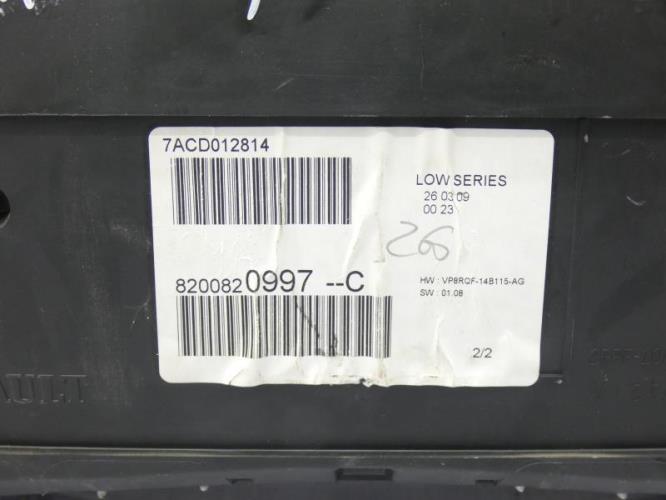 7ACD012814
LOW SERIES
26 03 09
00 23
26
8200820997 --C
HW : VP8RQF-14B115-AG
SW : 01.08
2/2
AULT